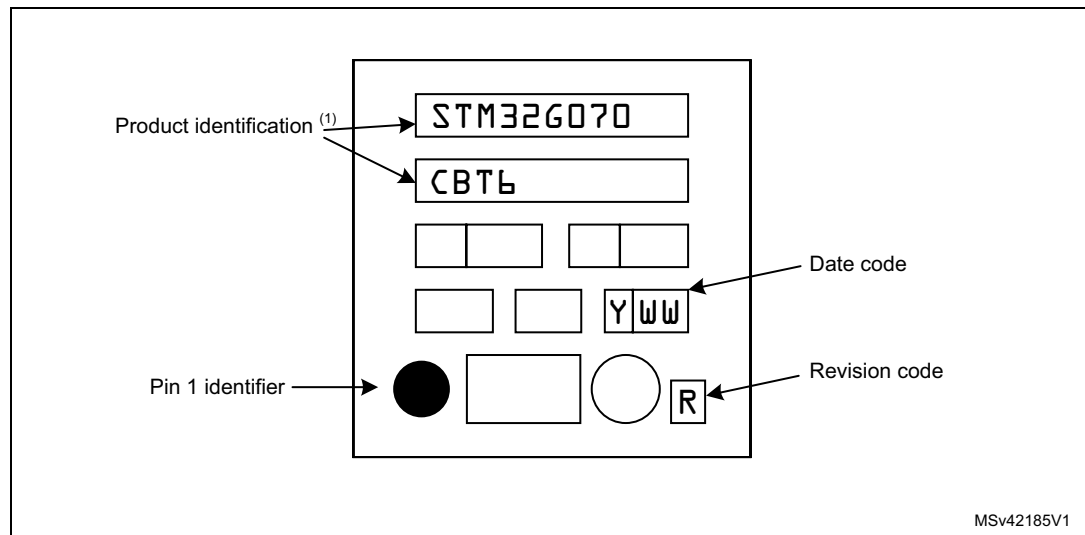 STM32G070
Product identification (1)
CBT6
Date code
Y WW
Pin 1 identifier
Revision code
R
MSv42185V1